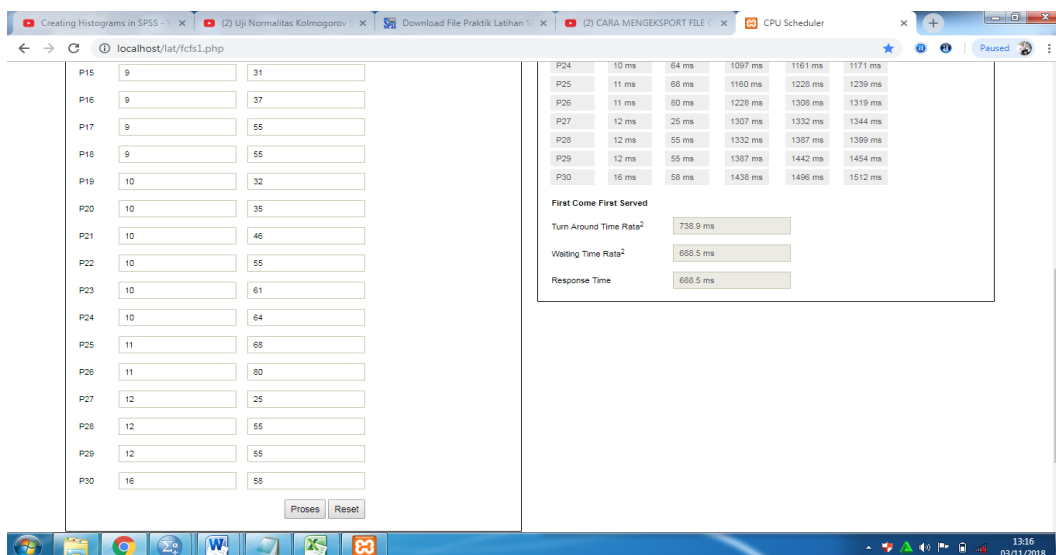 Creating Histograms in SPSS - Y
(2) Uji Normalitas Kolmogorov
Download File Praktik Latihan S
(2) CARA MENGEKSPORT FILE
CPU Scheduler
localhost/lat/fcfs1.php
Paused
P15 9 31
P16 9 37
P17 9 55
P18 9 55
P19 10 32
P20 10 35
P21 10 46
P22 10 55
P23 10 61
P24 10 64
P25 11 68
P26 11 80
P27 12 25
P28 12 55
P29 12 55
P30 16 58
Proses Reset
P24 10 ms 64 ms 1097 ms 1161 ms 1171 ms
P25 11 ms 68 ms 1160 ms 1228 ms 1239 ms
P26 11 ms 80 ms 1228 ms 1308 ms 1319 ms
P27 12 ms 25 ms 1307 ms 1332 ms 1344 ms
P28 12 ms 55 ms 1332 ms 1387 ms 1399 ms
P29 12 ms 55 ms 1387 ms 1442 ms 1454 ms
P30 16 ms 58 ms 1438 ms 1496 ms 1512 ms
First Come First Served
Turn Around Time Rata2 738.9 ms
Waiting Time Rata2 688.5 ms
Response Time 688.5 ms
13:16
03/11/2018